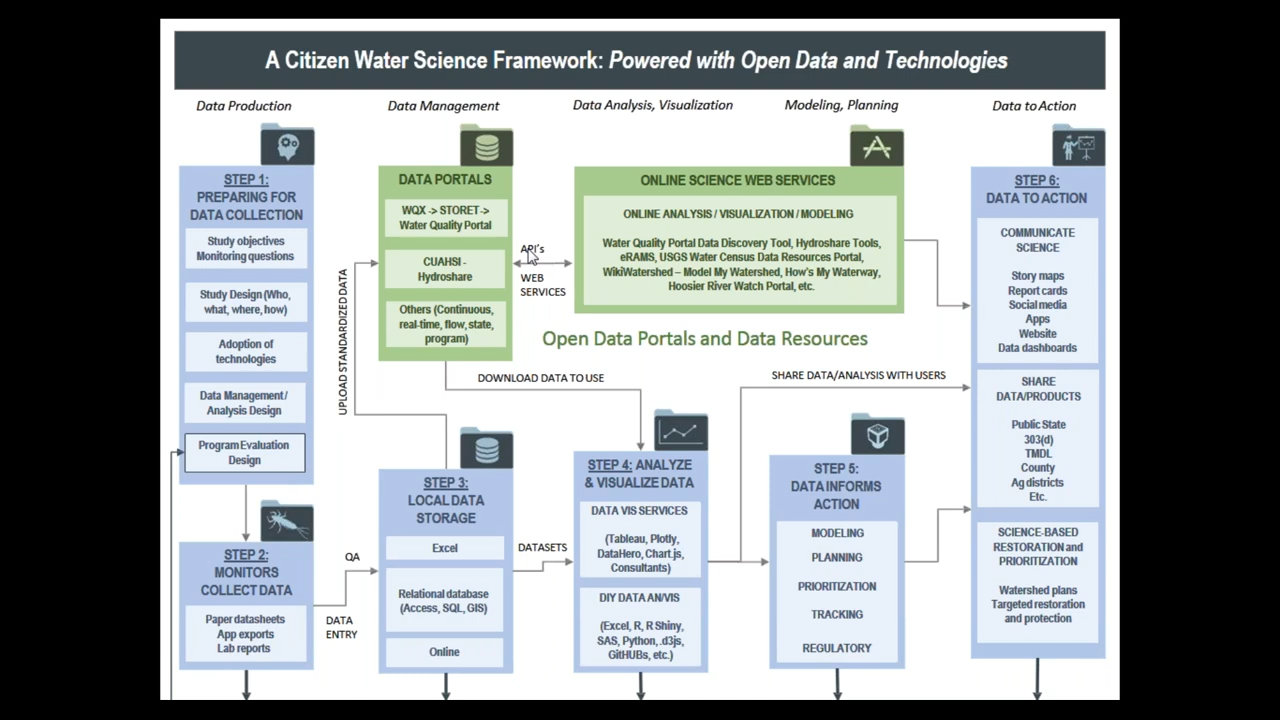 A Citizen Water Science Framework: Powered with Open Data and Technologies
Data Production
Data Management
Data Analysis, Visualization
Modeling, Planning
Data to Action
STEP 1:
PREPARING FOR
DATA COLLECTION
Study objectives
Monitoring questions
Study Design (Who,
what, where, how)
Adoption of
technologies
Data Management/
Analysis Design
Program Evaluation
Design
STEP 2:
MONITORS
COLLECT DATA
Paper datasheets
App exports
Lab reports
QA
DATA
ENTRY
UPLOAD STANDARDIZED DATA
DATA PORTALS
WQX -> STORET ->
Water Quality Portal
CUAHSI -
Hydroshare
Others (Continuous,
real-time, flow, state,
program)
API's
WEB
SERVICES
ONLINE SCIENCE WEB SERVICES
ONLINE ANALYSIS / VISUALIZATION / MODELING
Water Quality Portal Data Discovery Tool, Hydroshare Tools,
eRAMS, USGS Water Census Data Resources Portal,
WikiWatershed – Model My Watershed, How's My Waterway,
Hoosier River Watch Portal, etc.
Open Data Portals and Data Resources
DOWNLOAD DATA TO USE
SHARE DATA/ANALYSIS WITH USERS
STEP 3:
LOCAL DATA
STORAGE
Excel
Relational database
(Access, SQL, GIS)
Online
DATASETS
STEP 4: ANALYZE
& VISUALIZE DATA
DATA VIS SERVICES
(Tableau, Plotly,
DataHero, Chart.js,
Consultants)
DIY DATA AN/VIS
(Excel, R, R Shiny,
SAS, Python, .d3js,
GitHUBs, etc.)
STEP 5:
DATA INFORMS
ACTION
MODELING
PLANNING
PRIORITIZATION
TRACKING
REGULATORY
STEP 6:
DATA TO ACTION
COMMUNICATE
SCIENCE
Story maps
Report cards
Social media
Apps
Website
Data dashboards
SHARE
DATA/PRODUCTS
Public State
303(d)
TMDL
County
Ag districts
Etc.
SCIENCE-BASED
RESTORATION and
PRIORITIZATION
Watershed plans
Targeted restoration
and protection